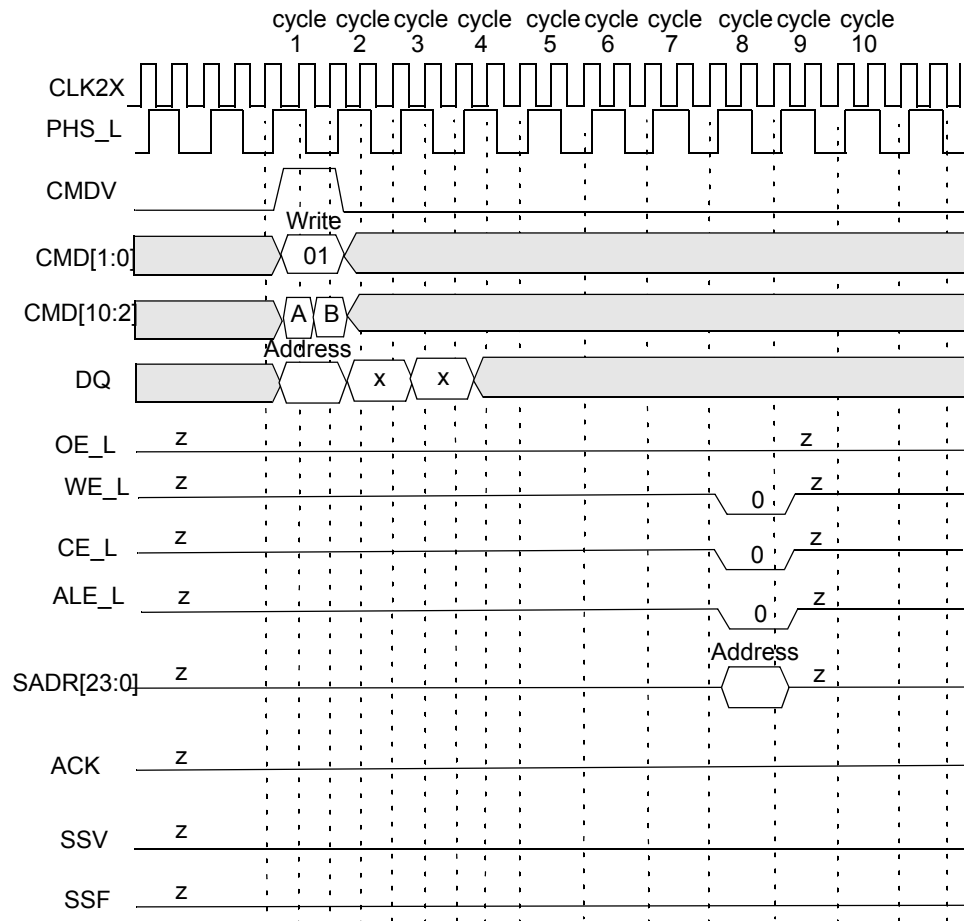 cycle cycle cycle cycle cycle cycle cycle cycle cycle cycle
1 2 3 4 5 6 7 8 9 10
CLK2X
PHS_L
CMDV
Write
CMD[1:0] 01
CMD[10:2] A B
Address
DQ x x
OE_L z z
WE_L z 0 z
CE_L z 0 z
ALE_L z 0 z
Address
SADR[23:0] z z
ACK z
SSV z
SSF z